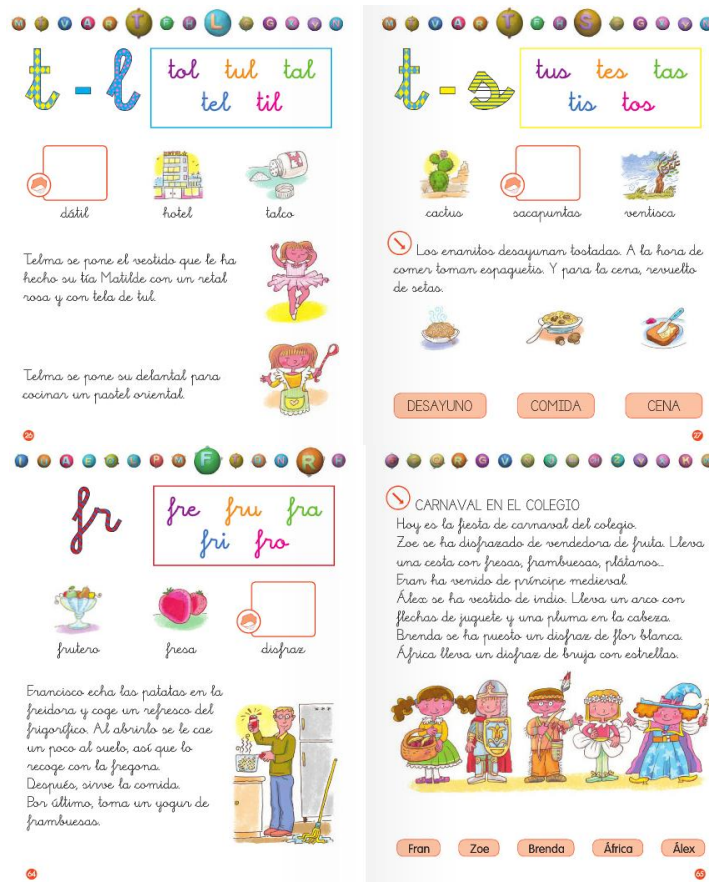 M T V A R T F H L P G X Y N
t - l
tol tul tal
tel til
dátil hotel talco
Telma se pone el vestido que le ha
hecho su tía Matilde con un retal
rosa y con tela de tul.
Telma se pone su delantal para
cocinar un pastel oriental.
26
t - s
tus tes tas
tis tos
cactus sacapuntas ventisca
Los enanitos desayunan tostadas. A la hora de
comer toman espaguetis. Y para la cena, revuelto
de setas.
DESAYUNO COMIDA CENA
27
fr
fre fru fra
fri fro
frutero fresa disfraz
Francisco echa las patatas en la
freidora y coge un refresco del
frigorífico. Al abrirlo se le cae
un poco al suelo, así que lo
recoge con la fregona.
Después, sirve la comida.
Por último, toma un yogur de
frambuesas.
64
CARNAVAL EN EL COLEGIO
Hoy es la fiesta de carnaval del colegio.
Zoe se ha disfrazado de vendedora de fruta. Lleva
una cesta con fresas, frambuesas, plátanos...
Fran ha venido de príncipe medieval.
Álex se ha vestido de indio. Lleva un arco con
flechas de juguete y una pluma en la cabeza.
Brenda se ha puesto un disfraz de flor blanca.
África lleva un disfraz de bruja con estrellas.
Fran Zoe Brenda África Álex
65